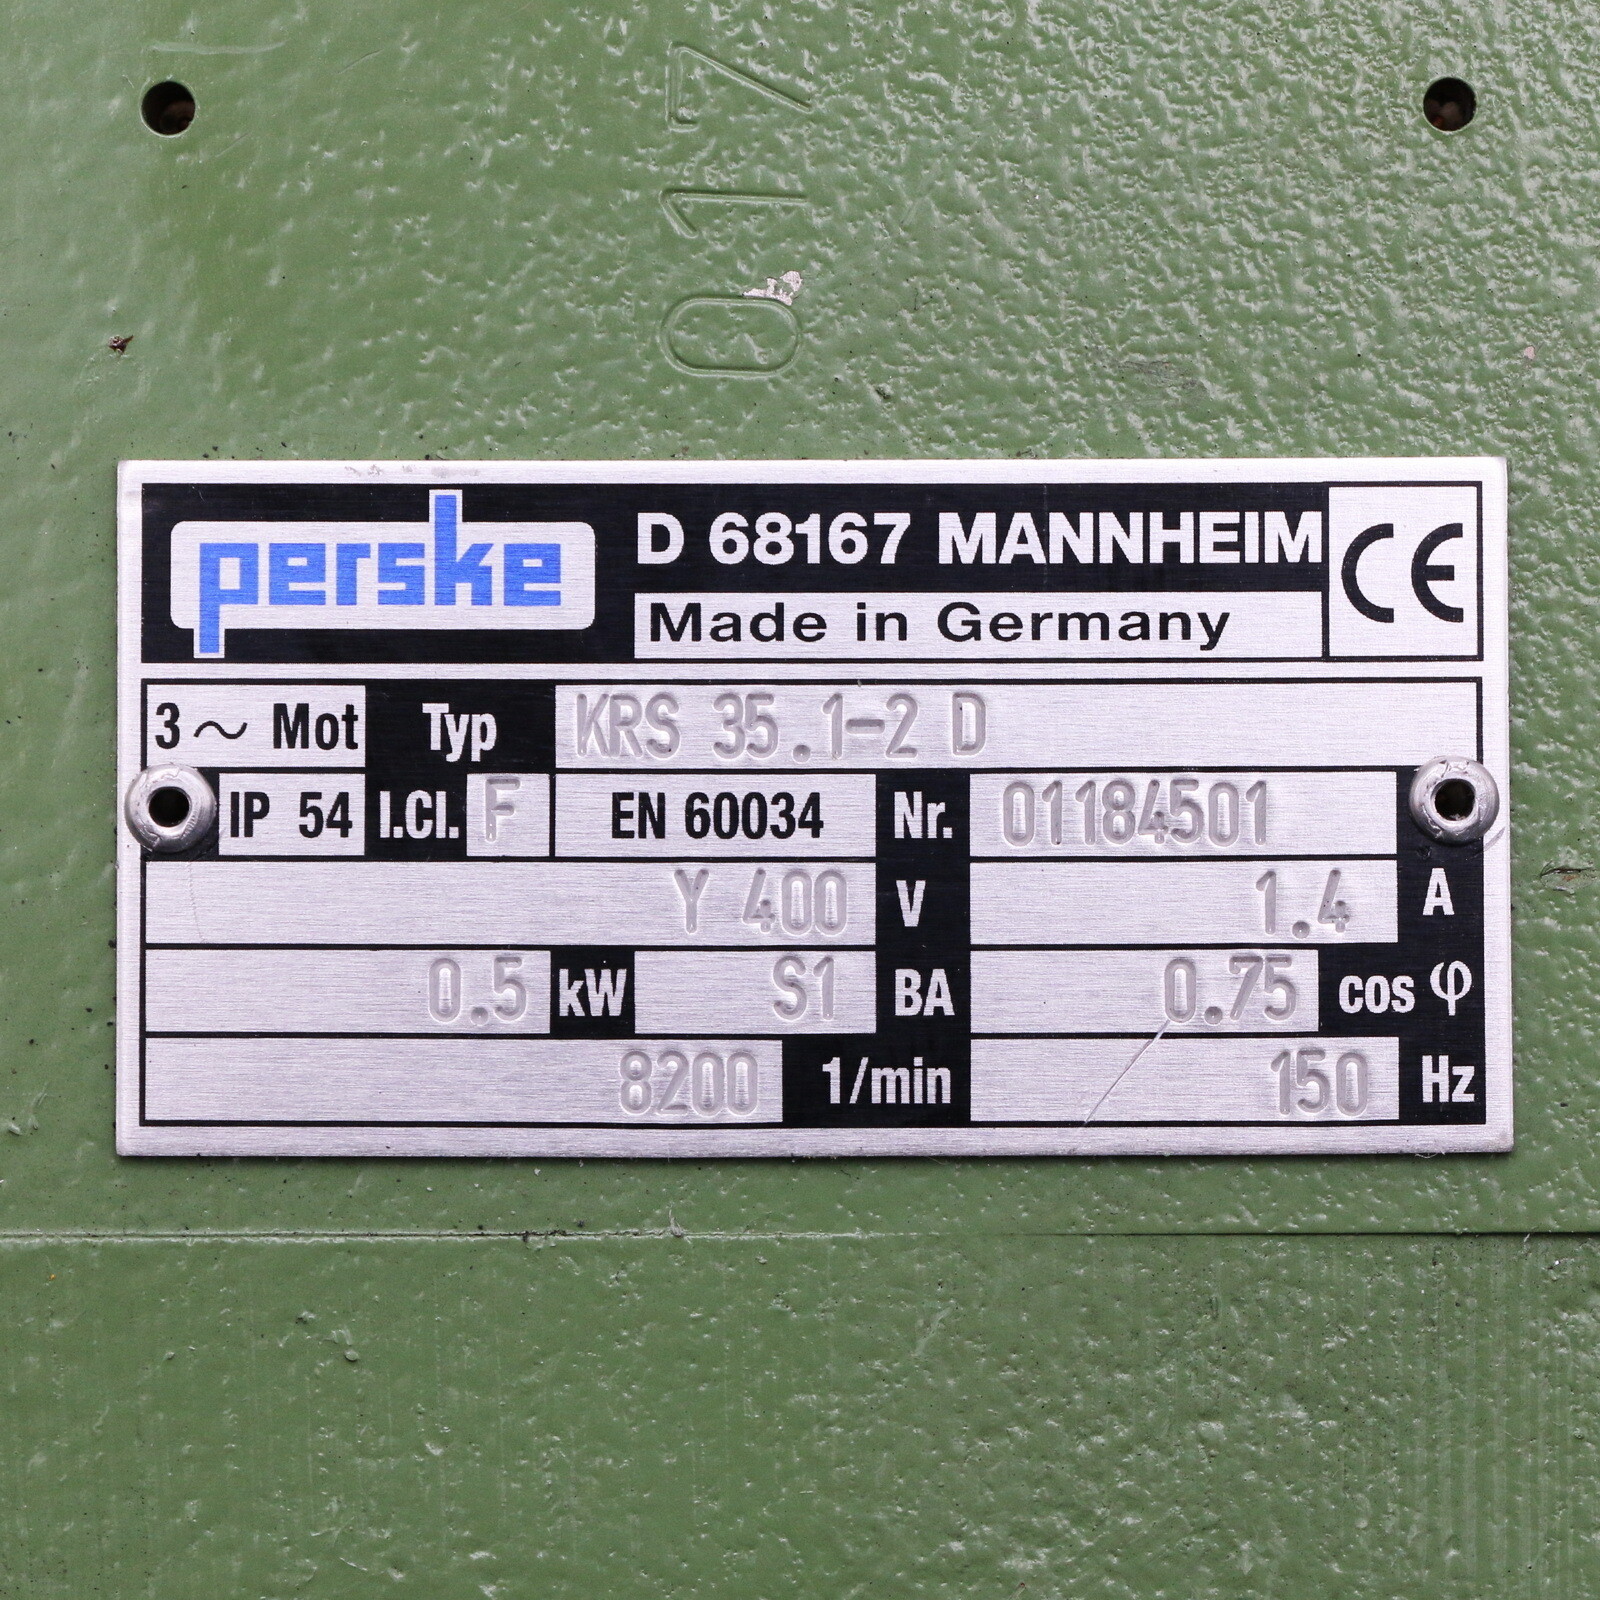 017
perske
D 68167 MANNHEIM
Made in Germany
CE
3 ~ Mot Typ KRS 35.1-2 D
IP 54 I.Cl. F EN 60034 Nr. 01184501
Y 400 V 1.4 A
0.5 kW S1 BA 0.75 cos φ
8200 1/min 150 Hz